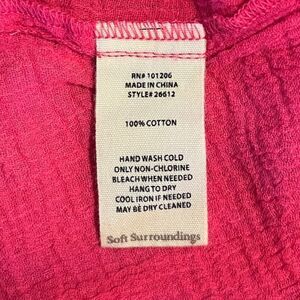 RN# 101206
MADE IN CHINA
STYLE# 26612
100% COTTON
HAND WASH COLD
ONLY NON-CHLORINE
BLEACH WHEN NEEDED
HANG TO DRY
COOL IRON IF NEEDED
MAY BE DRY CLEANED
Soft Surroundings